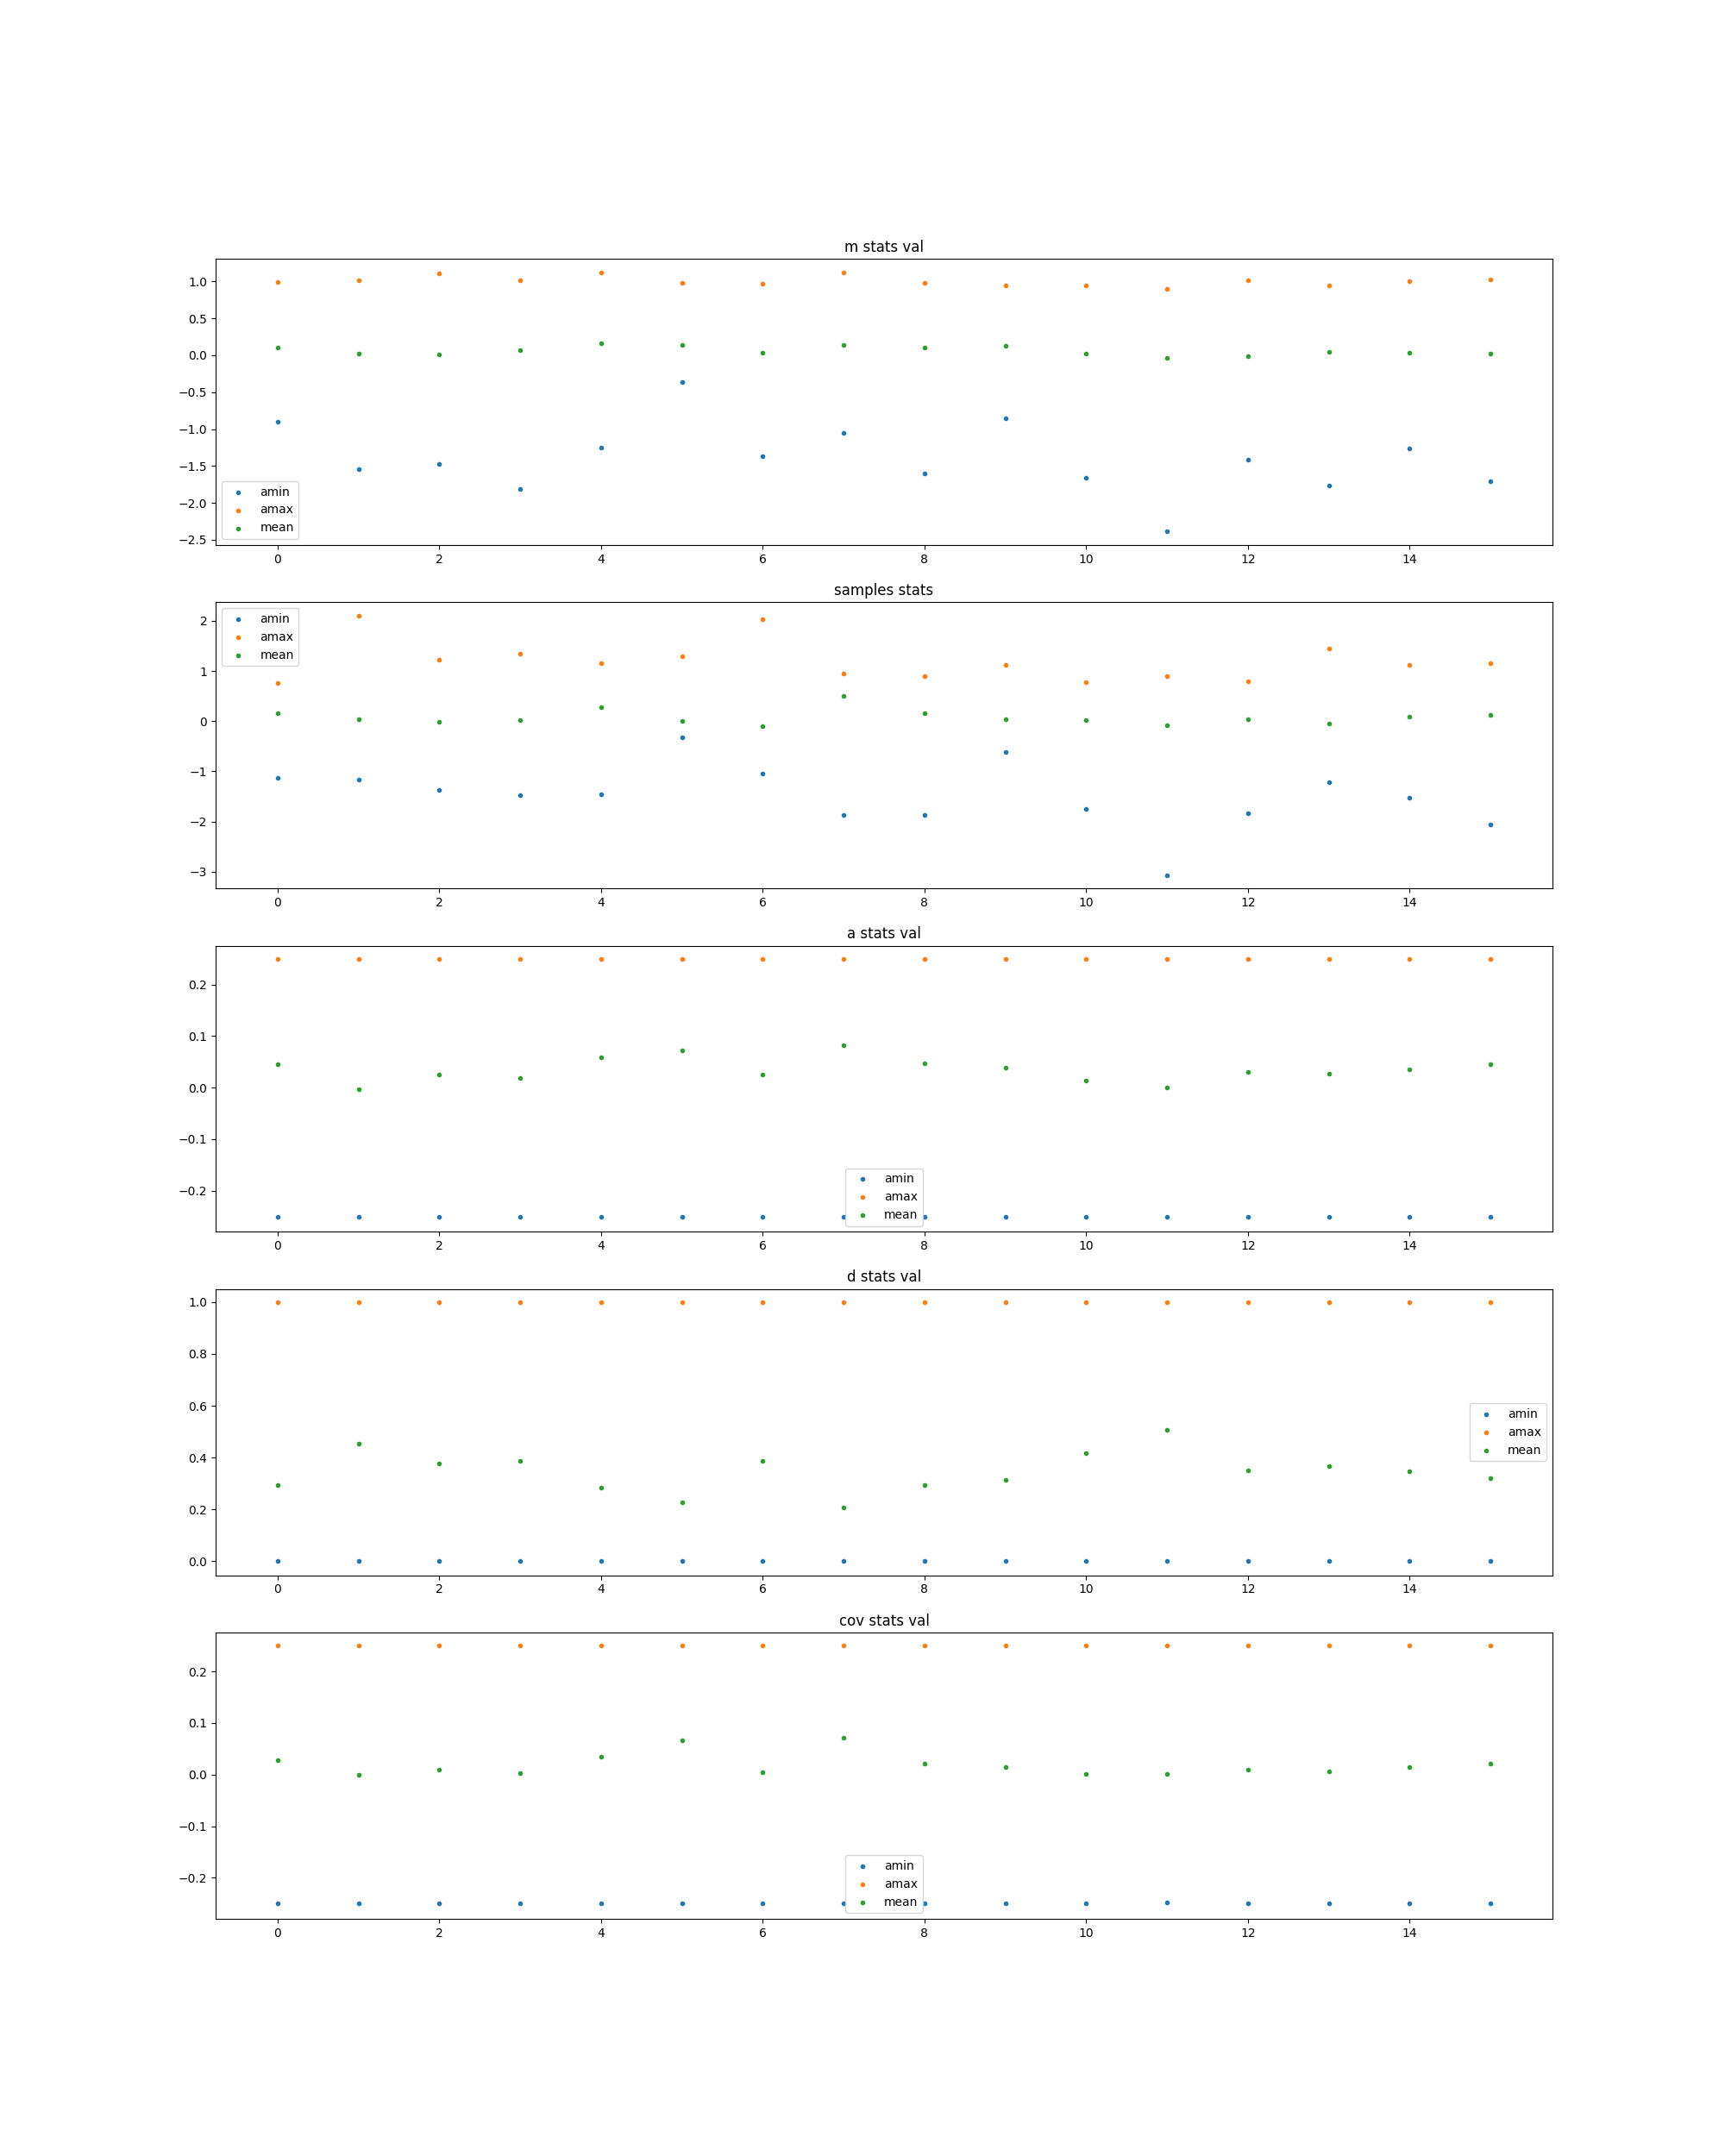 m stats val
1.0
0.5
0.0
−0.5
−1.0
−1.5
−2.0
−2.5
amin
amax
mean
0 2 4 6 8 10 12 14
samples stats
2
1
0
−1
−2
−3
amin
amax
mean
0 2 4 6 8 10 12 14
a stats val
0.2
0.1
0.0
−0.1
−0.2
amin
amax
mean
0 2 4 6 8 10 12 14
d stats val
1.0
0.8
0.6
0.4
0.2
0.0
amin
amax
mean
0 2 4 6 8 10 12 14
cov stats val
0.2
0.1
0.0
−0.1
−0.2
amin
amax
mean
0 2 4 6 8 10 12 14